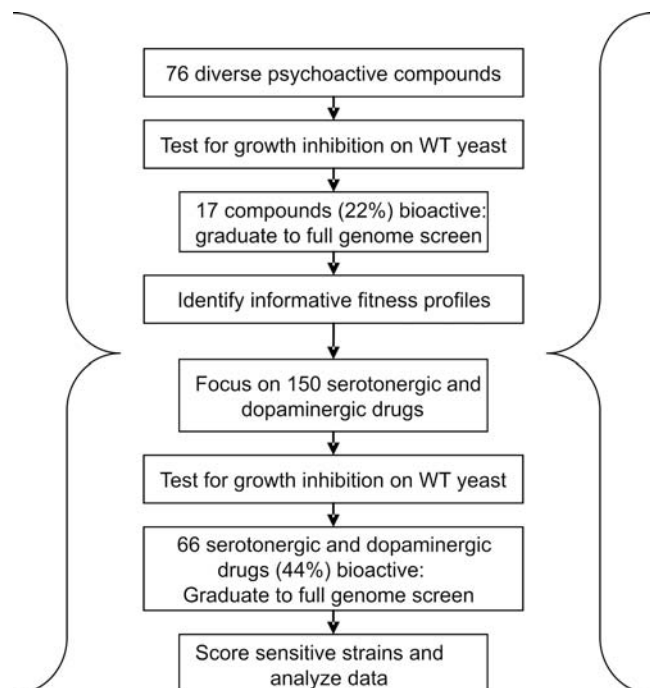 76 diverse psychoactive compounds
Test for growth inhibition on WT yeast
17 compounds (22%) bioactive:
graduate to full genome screen
Identify informative fitness profiles
Focus on 150 serotonergic and
dopaminergic drugs
Test for growth inhibition on WT yeast
66 serotonergic and dopaminergic
drugs (44%) bioactive:
Graduate to full genome screen
Score sensitive strains and
analyze data